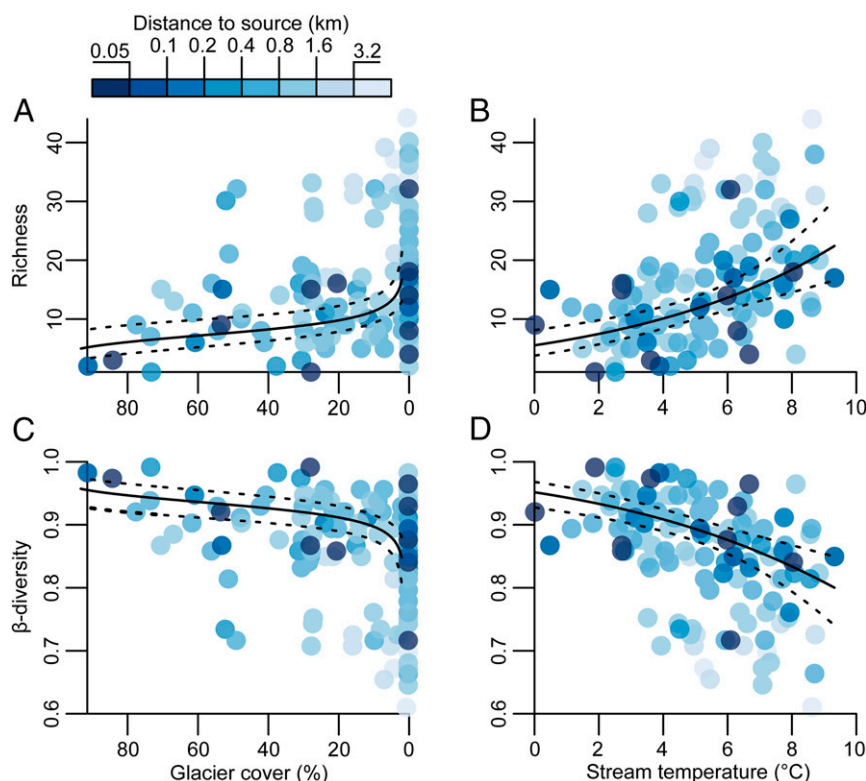 Distance to source (km)
0.05 0.1 0.2 0.4 0.8 1.6 3.2
A
B
Richness
40
30
20
10
80 60 40 20 0
40
30
20
10
0 2 4 6 8 10
C
D
β-diversity
1.0
0.9
0.8
0.7
0.6
80 60 40 20 0
Glacier cover (%)
1.0
0.9
0.8
0.7
0.6
0 2 4 6 8 10
Stream temperature (°C)